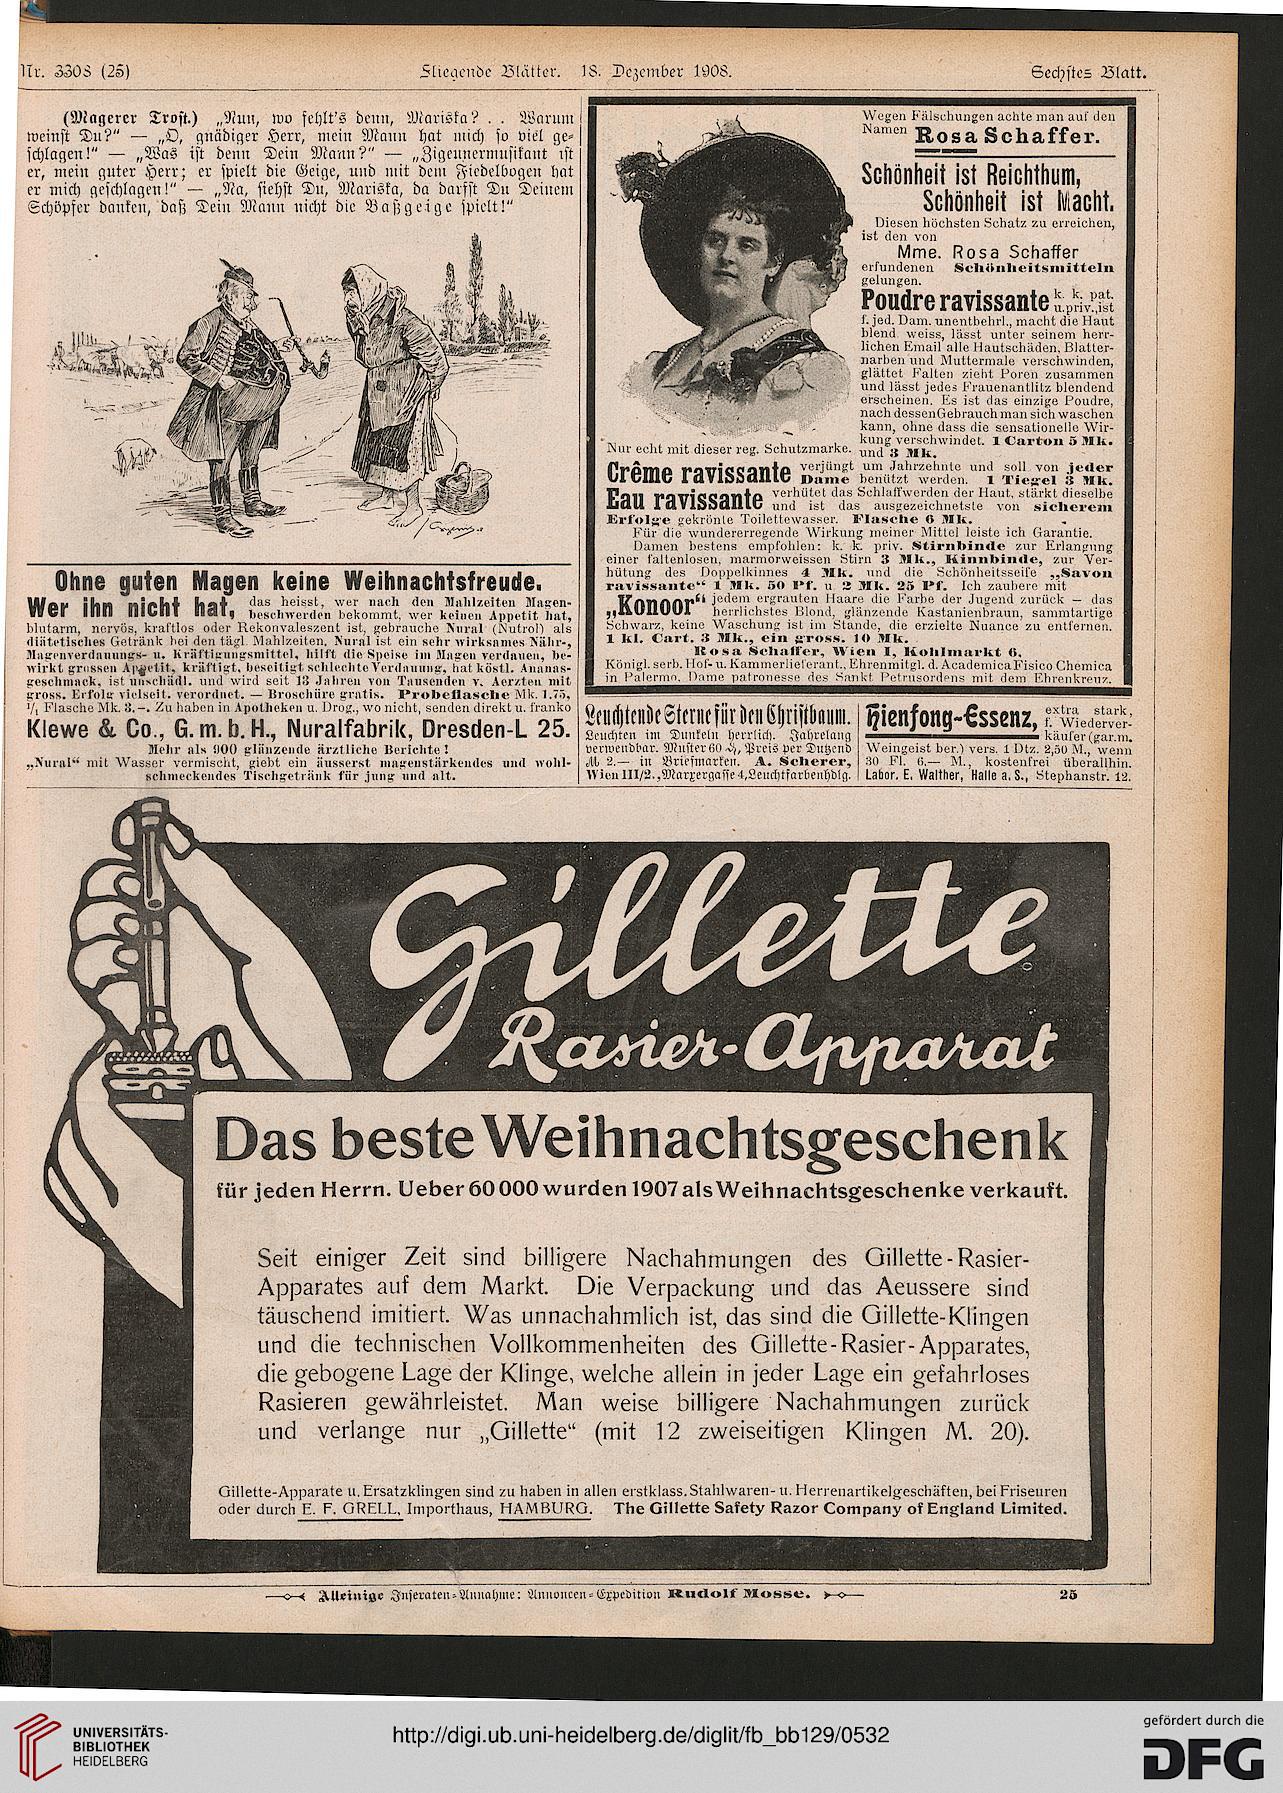 Nr. 3308 (25)
Fliegende Blätter. 18. Dezember 1908.
Sechstes Blatt.
(Magerer Trost.) „Nun, wo fehlt's denn, Mariska? . . Warum
weinst Du?" — „O, gnädiger Herr, mein Mann hat mich so viel ge=
schlagen!" — „Was ist denn Dein Mann?" — „Zigeunermusikant ist
er, mein guter Herr; er spielt die Geige, und mit dem Fiedelbogen hat
er mich geschlagen!" — „Na, siehst Du, Mariska, da darfst Du Deinem
Schöpfer danken, daß Dein Mann nicht die Baßgeige spielt!"
Ohne guten Magen keine Weihnachtsfreude.
Wer ihn nicht hat, das heisst, wer nach den Mahlzeiten Magen-
beschwerden bekommt, wer keinen Appetit hat,
blutarm, nervös, kraftlos oder Rekonvaleszent ist, gebrauche Nural (Nutrol) als
diätetisches Getränk bei den tägl. Mahlzeiten. Nural ist ein sehr wirksames Nähr-,
Magenverdauungs- u. Kräftigungsmittel, hilft die Speise im Magen verdauen, be-
wirkt grossen Appetit, kräftigt, beseitigt schlechte Verdauung, hat köstl. Ananas-
geschmack, ist unschädl. und wird seit 13 Jahren von Tausenden v. Aerzten mit
gross. Erfolg vielseit. verordnet. — Broschüre gratis. Probeflasche Mk. 1.75,
1/1 Flasche Mk. 3.–. Zu haben in Apotheken u. Drog., wo nicht, senden direkt u. franko
Klewe & Co., G. m. b. H., Nuralfabrik, Dresden-L 25.
Mehr als 900 glänzende ärztliche Berichte!
„Nural" mit Wasser vermischt, giebt ein äusserst magenstärkendes und wohl-
schmeckendes Tischgetränk für jung und alt.
Wegen Fälschungen achte man auf den
Namen Rosa Schaffer.
Schönheit ist Reichthum,
Schönheit ist Macht.
Diesen höchsten Schatz zu erreichen,
ist den von
Mme. Rosa Schaffer
erfundenen Schönheitsmitteln
gelungen.
Poudre ravissante k. k. pat.
u. priv., ist
f. jed. Dam. unentbehrl., macht die Haut
blend. weiss, lässt unter seinem herr-
lichen Email alle Hautschäden, Blatter-
narben und Muttermale verschwinden,
glättet Falten zieht Poren zusammen
und lässt jedes Frauenantlitz blendend
erscheinen. Es ist das einzige Poudre,
nach dessen Gebrauch man sich waschen
kann, ohne dass die sensationelle Wir-
kung verschwindet. 1 Carton 5 Mk.
und 3 Mk.
Nur echt mit dieser reg. Schutzmarke.
Crême ravissante verjüngt um Jahrzehnte und soll von jeder
Dame benützt werden. 1 Tiegel 3 Mk.
Eau ravissante verhütet das Schlaffwerden der Haut, stärkt dieselbe
und ist das ausgezeichnetste von sicherem
Erfolge gekrönte Toilettewasser. Flasche 6 Mk.
Für die wundererregende Wirkung meiner Mittel leiste ich Garantie.
Damen bestens empfohlen: k. k. priv. Stirnbinde zur Erlangung
einer faltenlosen, marmorweissen Stirn 3 Mk., Kinnbinde, zur Ver-
hütung des Doppelkinnes 4 Mk. und die Schönheitsseife „Savon
ravissante" 1 Mk. 50 Pf. u. 2 Mk. 25 Pf. Ich zaubere mit
„Konoor" jedem ergrauten Haare die Farbe der Jugend zurück — das
herrlichstes Blond, glänzende Kastanienbraun, sammtartige
Schwarz, keine Waschung ist im Stande, die erzielte Nuance zu entfernen.
1 kl. Cart. 3 Mk., ein gross. 10 Mk.
Rosa Schaffer, Wien I, Kohlmarkt 6,
Königl. serb. Hof- u. Kammerlieferant., Ehrenmitgl. d. Academica Fisico Chemica
in Palermo, Dame patronesse des Sankt Petrusordens mit dem Ehrenkreuz.
Leuchtende Sterne für den Christbaum.
Leuchten im Dunkeln herrlich. Jahrelang
verwendbar. Muster 60 ₰, Preis per Dutzend
ℳ 2.— in Briefmarken. A. Scherer,
Wien III/2., Marxergasse 4, Leuchtfarbenhdlg.
Hienfong-Essenz, extra stark,
f. Wiederver-
käufer (gar. m.
Weingeist ber.) vers. 1 Dtz. 2,50 M., wenn
30 Fl. 6.— M., kostenfrei überallhin.
Labor. E. Walther, Halle a. S., Stephanstr. 12.
Gillette
Rasier-Apparat
Das beste Weihnachtsgeschenk
für jeden Herrn. Ueber 60 000 wurden 1907 als Weihnachtsgeschenke verkauft.
Seit einiger Zeit sind billigere Nachahmungen des Gillette-Rasier-
Apparates auf dem Markt. Die Verpackung und das Aeussere sind
täuschend imitiert. Was unnachahmlich ist, das sind die Gillette-Klingen
und die technischen Vollkommenheiten des Gillette-Rasier-Apparates,
die gebogene Lage der Klinge, welche allein in jeder Lage ein gefahrloses
Rasieren gewährleistet. Man weise billigere Nachahmungen zurück
und verlange nur „Gillette" (mit 12 zweiseitigen Klingen M. 20).
Gillette-Apparate u. Ersatzklingen sind zu haben in allen erstklass. Stahlwaren- u. Herrenartikelgeschäften, bei Friseuren
oder durch E. F. GRELL, Importhaus, HAMBURG. The Gillette Safety Razor Company of England Limited.
Alleinige Inseraten=Annahme: Annoncen=Expedition Rudolf Mosse.
25
UNIVERSITÄTS-
BIBLIOTHEK
HEIDELBERG
http://digi.ub.uni-heidelberg.de/diglit/fb_bb129/0532
gefördert durch die
DFG